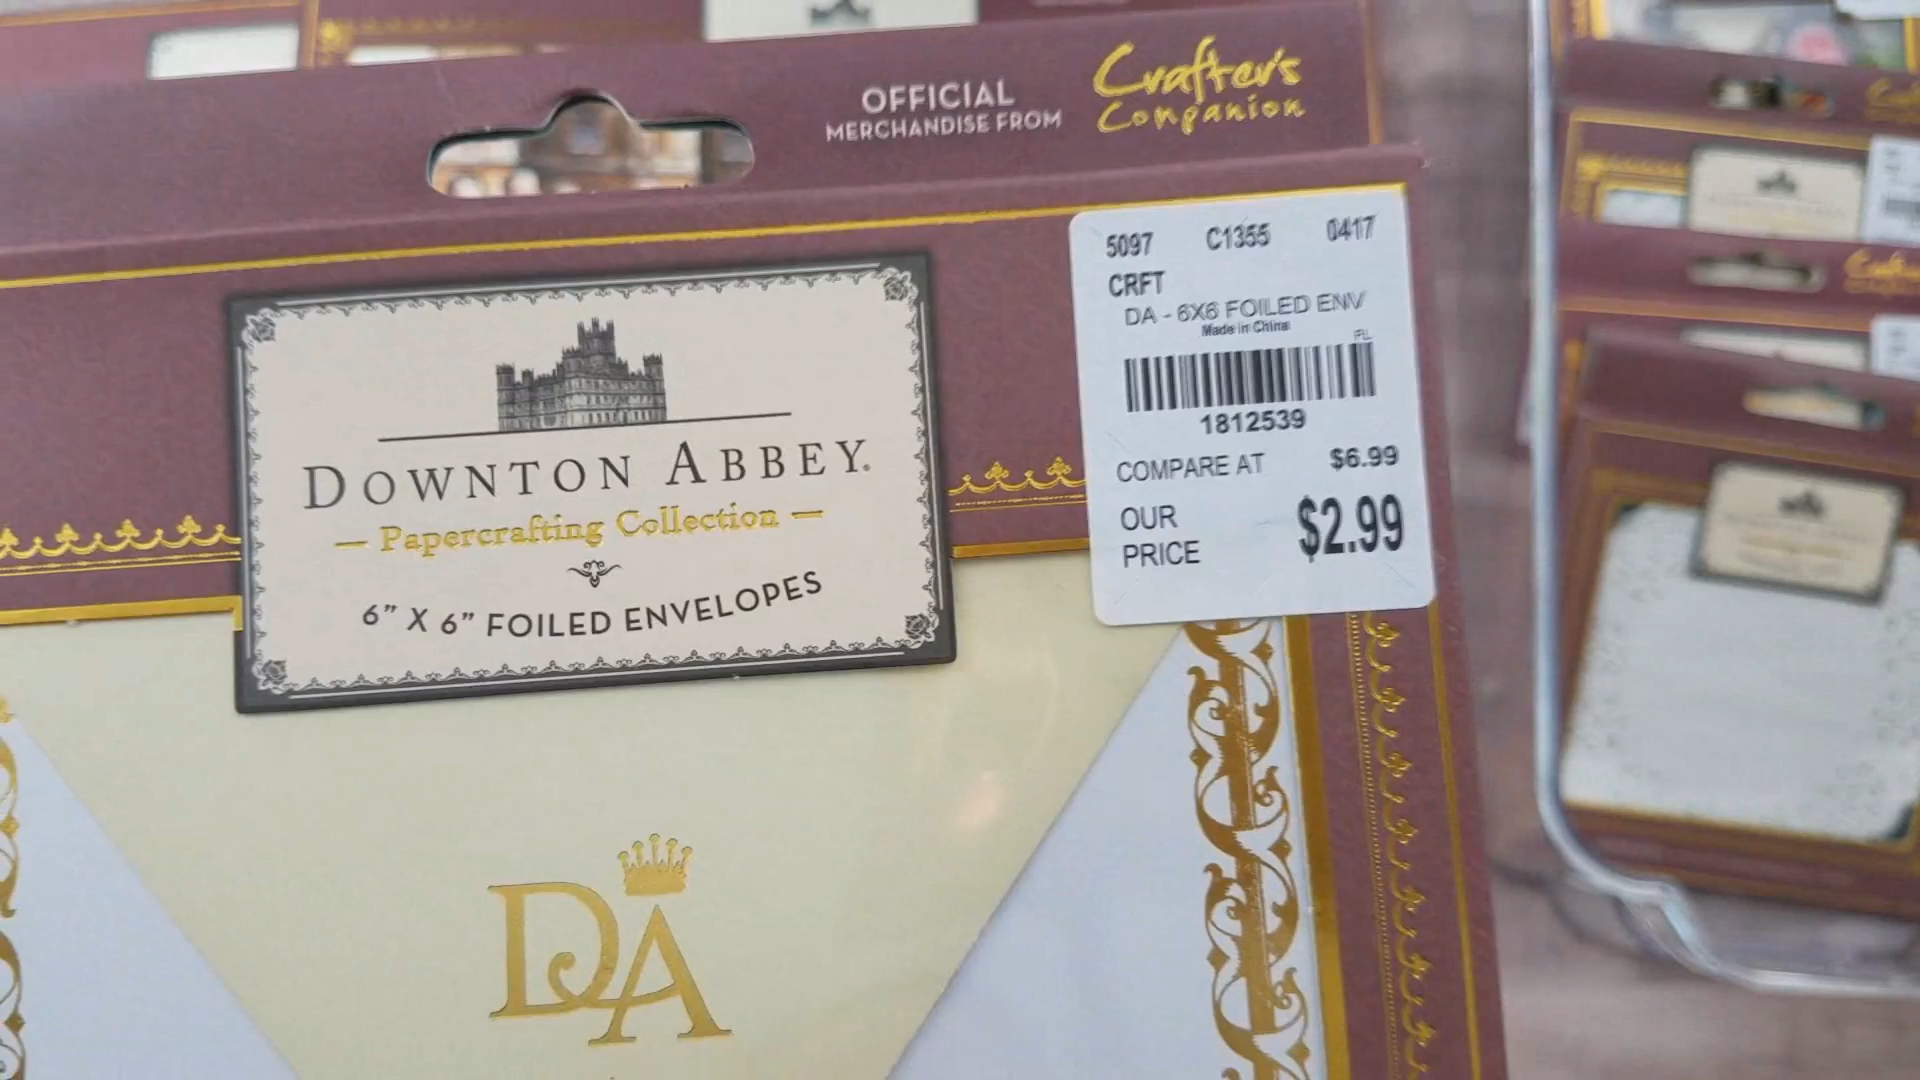 OFFICIAL
MERCHANDISE FROM
Crafter's
Companion
5097 C1355 0417
CRFT
DA - 6X6 FOILED ENV
Made in China
FLL
1812539
COMPARE AT $6.99
OUR
PRICE $2.99
DOWNTON ABBEY.
— Papercrafting Collection —
6” X 6” FOILED ENVELOPES
DA